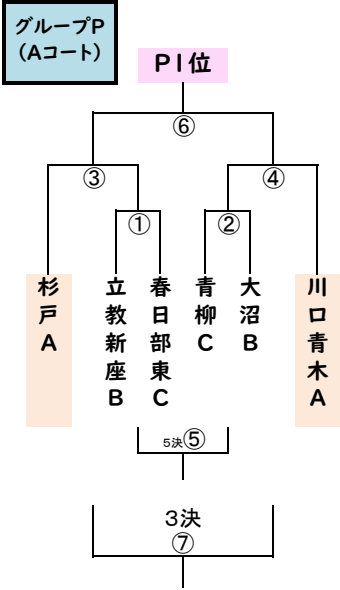 グループP
（Aコート）
P1位
⑥
③
④
①
②
杉戸A
立教新座B
春日部東C
青柳C
大沼B
川口青木A
5決⑤
3決
⑦